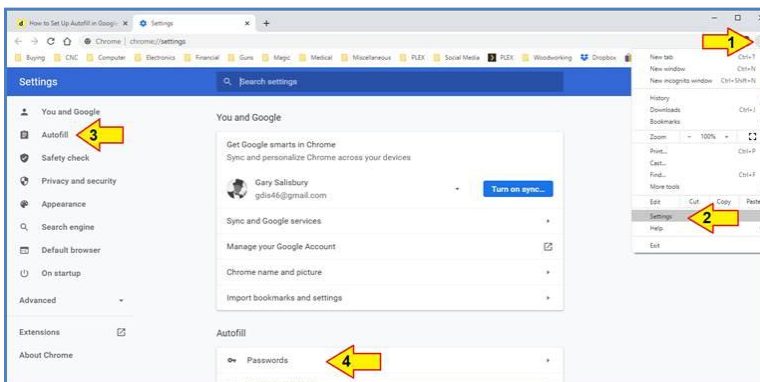 How to Set Up Autofill in Googl
Settings
Chrome | chrome://settings
Buying CNC Computer Electronics Financial Guns Magic Medical Miscellaneous PLEX Social Media PLEX Woodworking Dropbox
1
New tab Ctrl+T
New window Ctrl+N
New incognito window Ctrl+Shift+N
History
Downloads Ctrl+J
Bookmarks
Zoom - 100% +
Print... Ctrl+P
Cast...
Find... Ctrl+F
More tools
Edit Cut Copy Paste
Settings
2
Help
Exit
Settings
Search settings
You and Google
Autofill
3
Safety check
Privacy and security
Appearance
Search engine
Default browser
On startup
Advanced
Extensions
About Chrome
You and Google
Get Google smarts in Chrome
Sync and personalize Chrome across your devices
Gary Salisbury
gdis46@gmail.com
Turn on sync...
Sync and Google services
Manage your Google Account
Chrome name and picture
Import bookmarks and settings
Autofill
Passwords
4